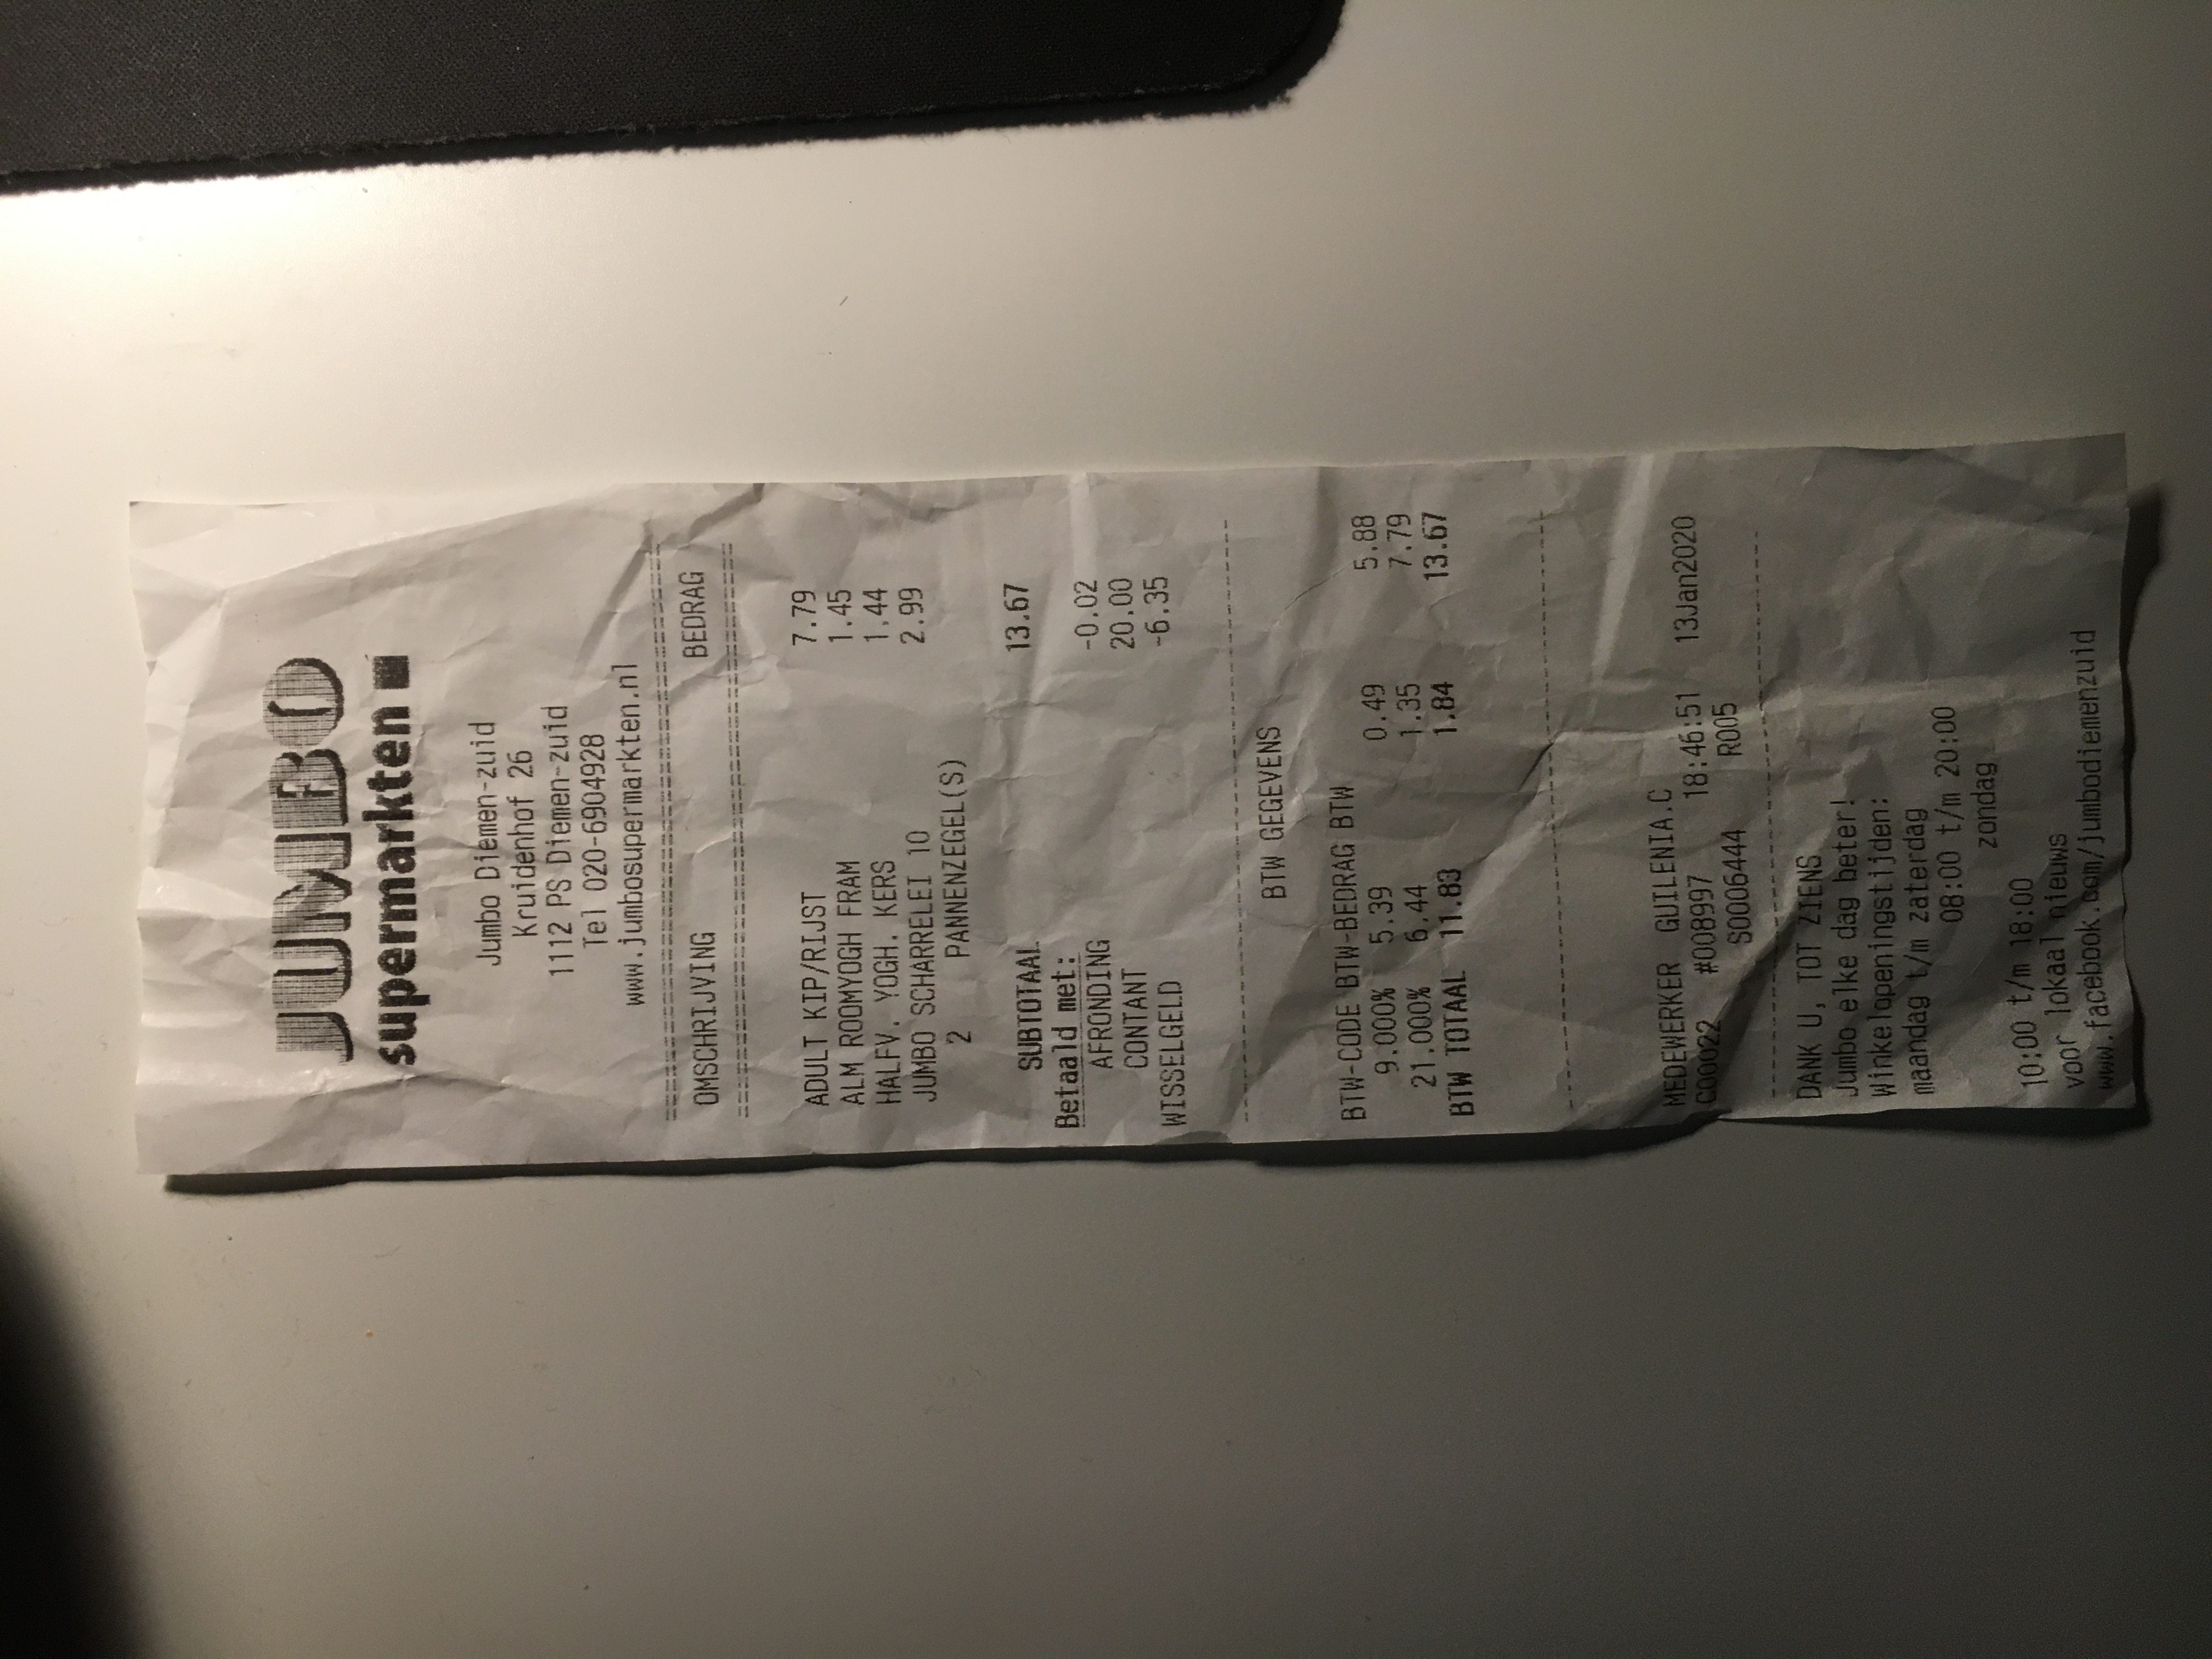 JUMBO
supermarkten
Jumbo Diemen-zuid
Kruidenhof 26
1112 PS Diemen-zuid
Tel 020-6904928
www.jumbosupermarkten.nl
OMSCHRIJVING BEDRAG
ADULT KIP/RIJST 7.79
ALM ROOMYOGH FRAM 1.45
HALFV. YOGH. KERS 1.44
JUMBO SCHARRELEI 10 2.99
2 PANNENZEGEL(S)
SUBTOTAAL 13.67
Betaald met:
AFRONDING -0.02
CONTANT 20.00
WISSELGELD -6.35
BTW GEGEVENS
BTW-CODE BTW-BEDRAG BTW
9.000% 5.39 0.49 5.88
21.000% 6.44 1.35 7.79
BTW TOTAAL 11.83 1.84 13.67
MEDEWERKER GUILENIA.C
C00022 #008997 18:46:51 13Jan2020
S0006444 R005
DANK U, TOT ZIENS
Jumbo elke dag beter!
Winkelopeningstijden:
maandag t/m zaterdag
08:00 t/m 20:00
zondag
10:00 t/m 18:00
voor lokaal nieuws
www.facebook.com/jumbodiemenzuid